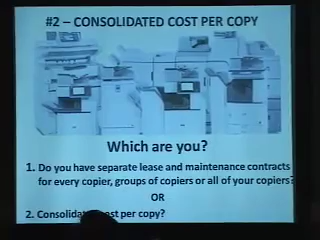 #2 – CONSOLIDATED COST PER COPY
Which are you?
1. Do you have separate lease and maintenance contracts
for every copier, groups of copiers or all of your copiers?
OR
2. Consolidat   ost per copy?